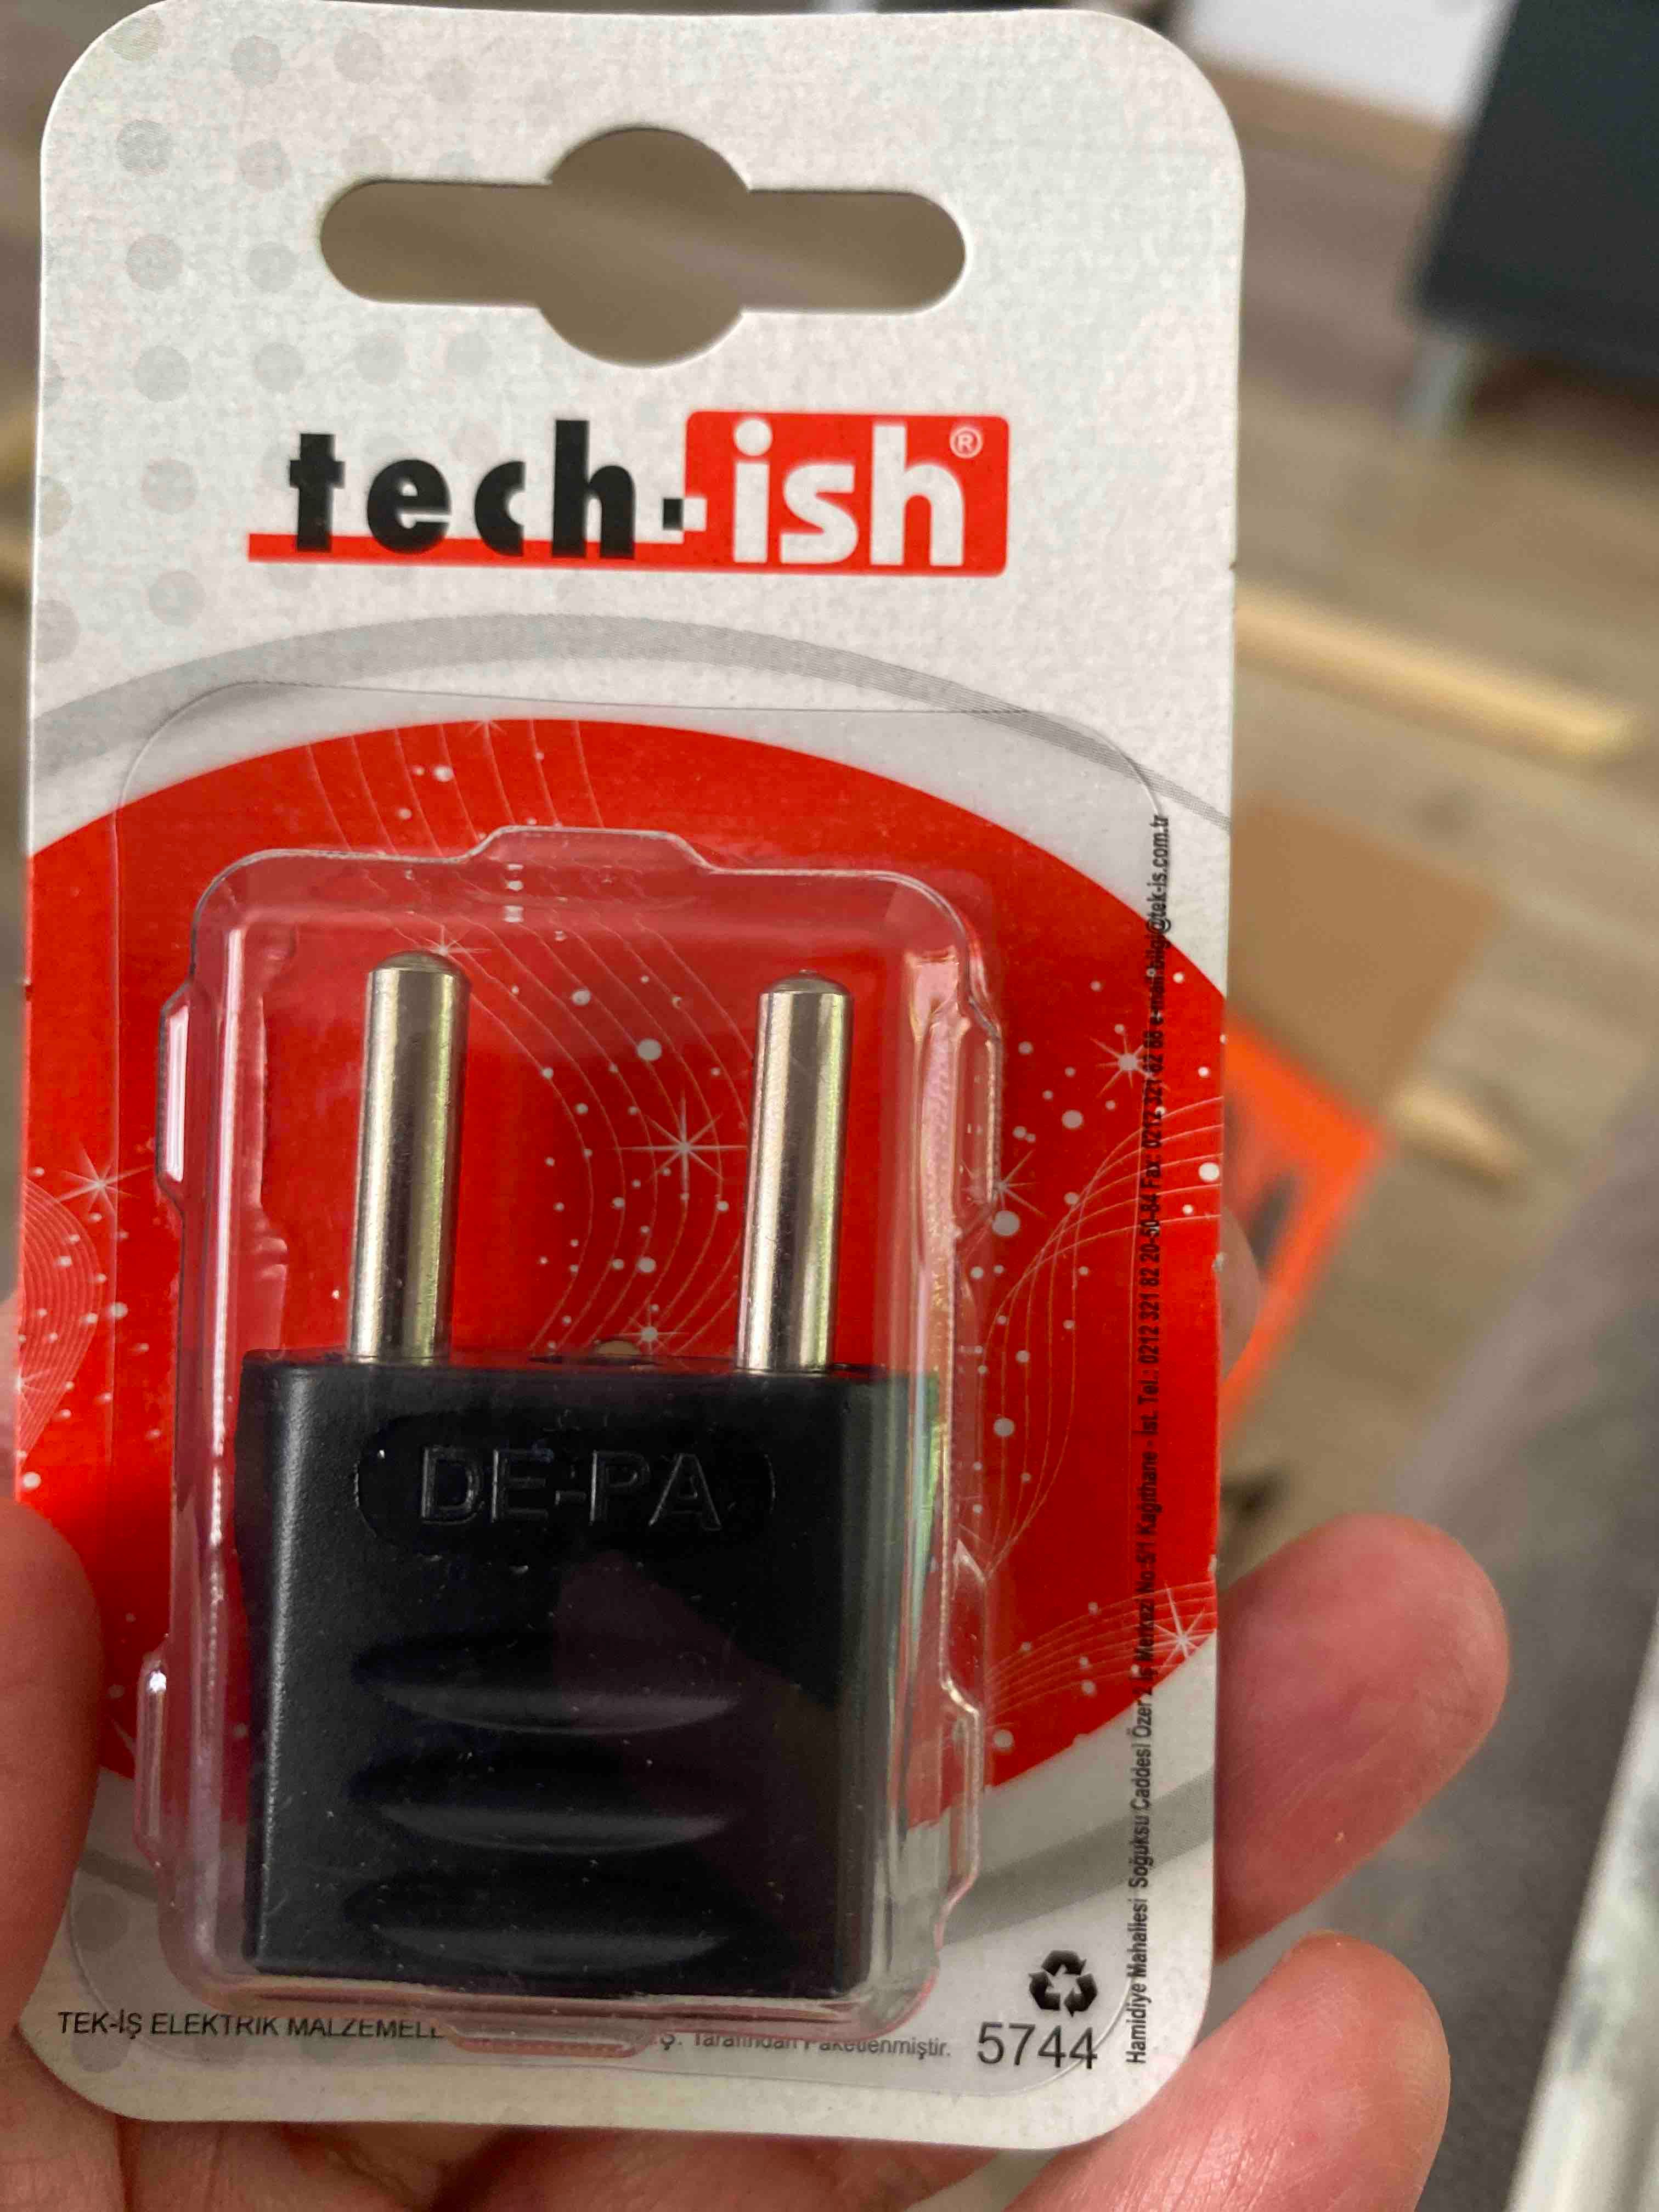 tech-ish®
DE-PA
TEK-İŞ ELEKTRİK MALZEMELE Ş. Tarafından Paketlenmiştir.
5744
Hamidiye Mahallesi Soğuksu Caddesi Özer 2 İş Merkezi No:5/1 Kağıthane - İst. Tel.: 0212 321 82 20-50-84 Fax: 0212 321 82 88 e-mail:bilgi@tek-is.com.tr